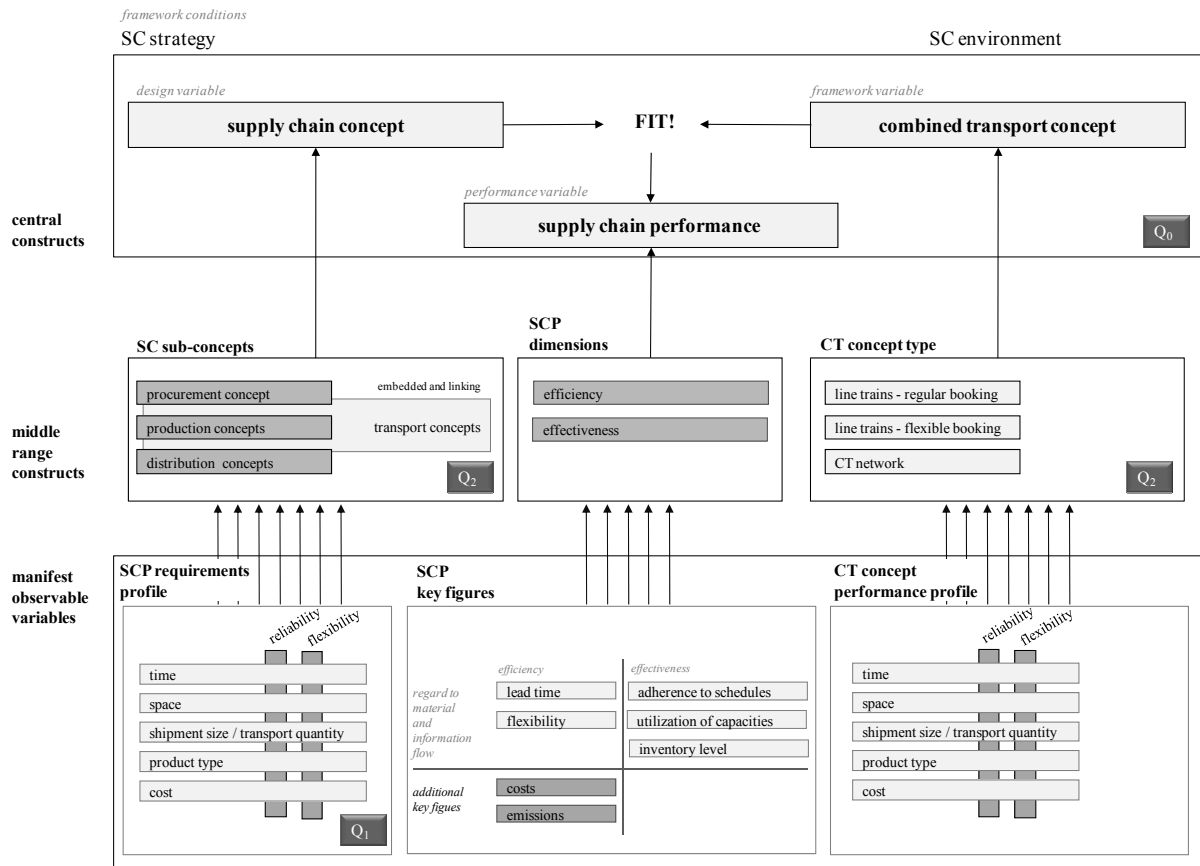 framework conditions
SC strategy
SC environment
design variable
supply chain concept
FIT!
framework variable
combined transport concept
performance variable
supply chain performance
central
constructs
Q0
SC sub-concepts
procurement concept
production concepts
distribution  concepts
embedded and linking
transport concepts
Q2
SCP
dimensions
efficiency
effectiveness
CT concept type
line trains - regular booking
line trains - flexible booking
CT network
Q2
middle
range
constructs
manifest
observable
variables
SCP requirements
profile
reliability
flexibility
time
space
shipment size / transport quantity
product type
cost
Q1
SCP
key figures
efficiency
effectiveness
regard to
material
and
information
flow
lead time
flexibility
adherence to schedules
utilization of capacities
inventory level
additional
key figues
costs
emissions
CT concept
performance profile
reliability
flexibility
time
space
shipment size / transport quantity
product type
cost